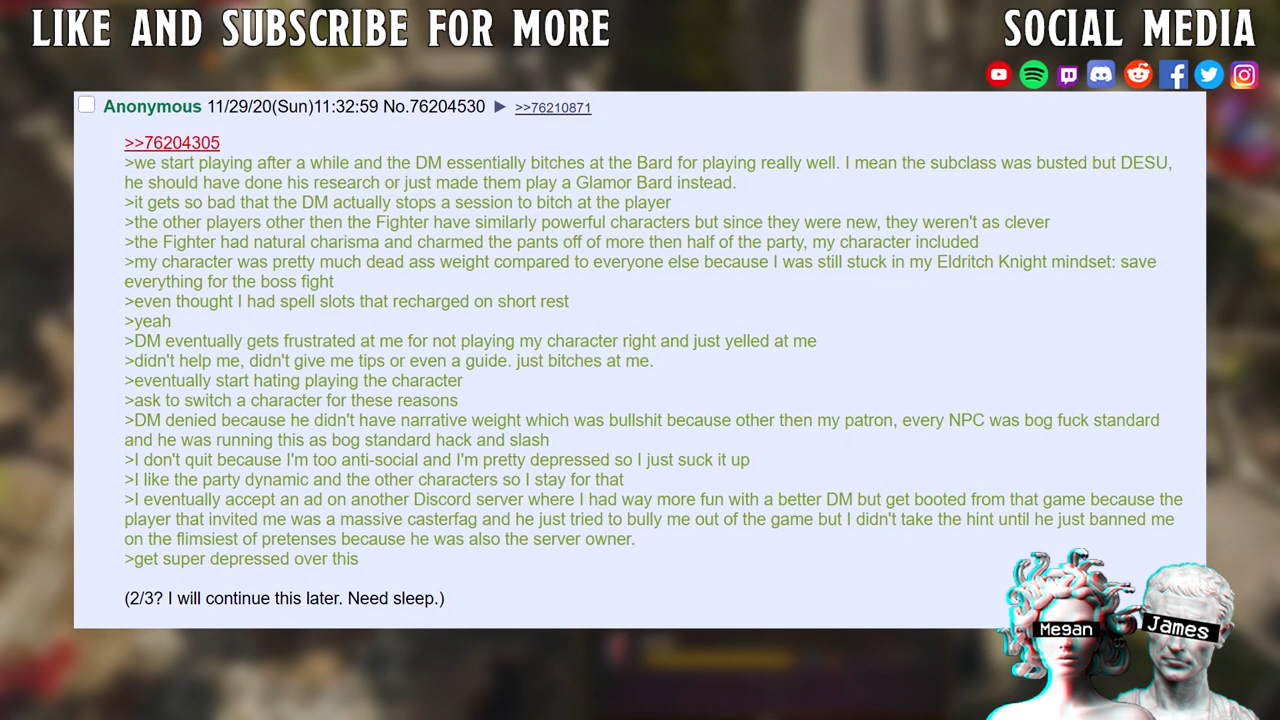 LIKE AND SUBSCRIBE FOR MORE
SOCIAL MEDIA
Anonymous 11/29/20(Sun)11:32:59 No.76204530 ▶ >>76210871
>>76204305
>we start playing after a while and the DM essentially bitches at the Bard for playing really well. I mean the subclass was busted but DESU,
he should have done his research or just made them play a Glamor Bard instead.
>it gets so bad that the DM actually stops a session to bitch at the player
>the other players other then the Fighter have similarly powerful characters but since they were new, they weren't as clever
>the Fighter had natural charisma and charmed the pants off of more then half of the party, my character included
>my character was pretty much dead ass weight compared to everyone else because I was still stuck in my Eldritch Knight mindset: save
everything for the boss fight
>even thought I had spell slots that recharged on short rest
>yeah
>DM eventually gets frustrated at me for not playing my character right and just yelled at me
>didn't help me, didn't give me tips or even a guide. just bitches at me.
>eventually start hating playing the character
>ask to switch a character for these reasons
>DM denied because he didn't have narrative weight which was bullshit because other then my patron, every NPC was bog fuck standard
and he was running this as bog standard hack and slash
>I don't quit because I'm too anti-social and I'm pretty depressed so I just suck it up
>I like the party dynamic and the other characters so I stay for that
>I eventually accept an ad on another Discord server where I had way more fun with a better DM but get booted from that game because the
player that invited me was a massive casterfag and he just tried to bully me out of the game but I didn't take the hint until he just banned me
on the flimsiest of pretenses because he was also the server owner.
>get super depressed over this
(2/3? I will continue this later. Need sleep.)
Megan
James